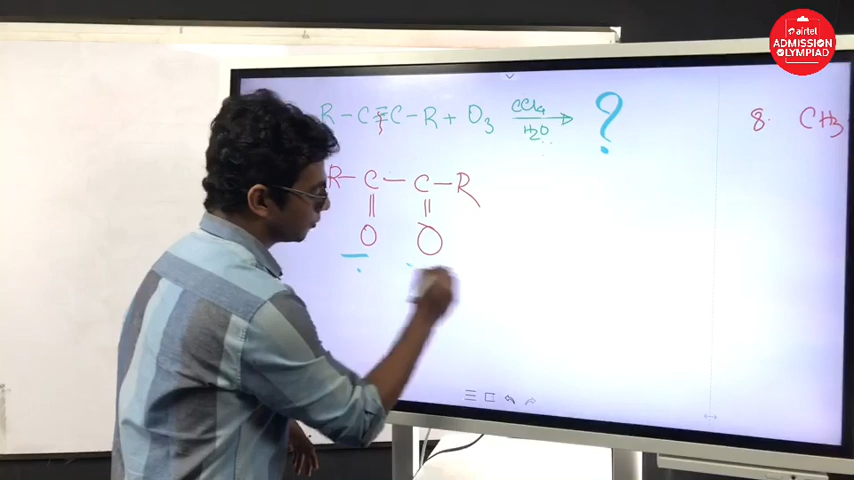 airtel
ADMISSION
OLYMPIAD
R-C≡C-R + O3 CCl4 ?
H2O
8. CH3
R-C-C-R
|| ||
O O